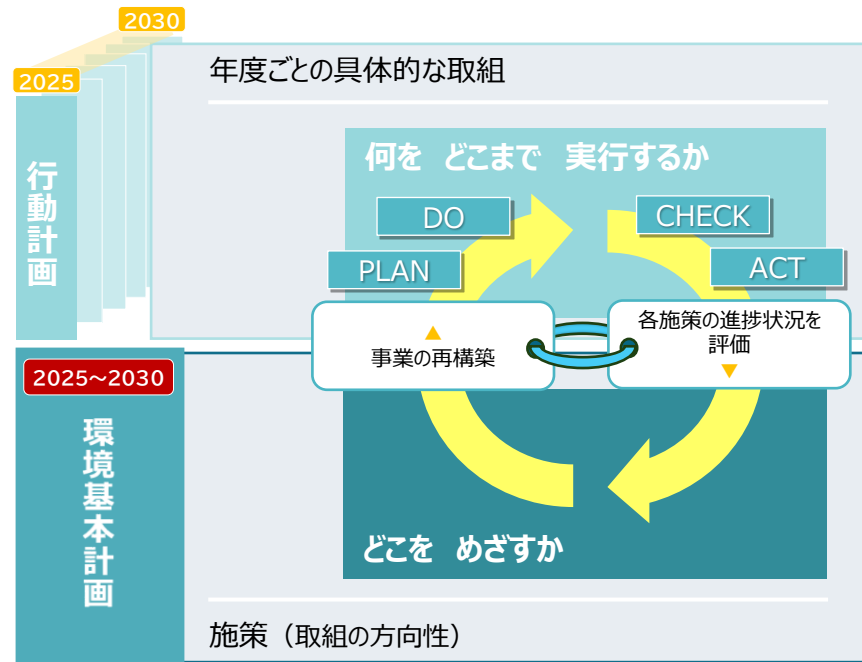 2030
2025
年度ごとの具体的な取組
行動計画
何を どこまで 実行するか
DO
CHECK
PLAN
ACT
▲
事業の再構築
各施策の進捗状況を
評価
▼
2025～2030
環境基本計画
どこを めざすか
施策（取組の方向性）